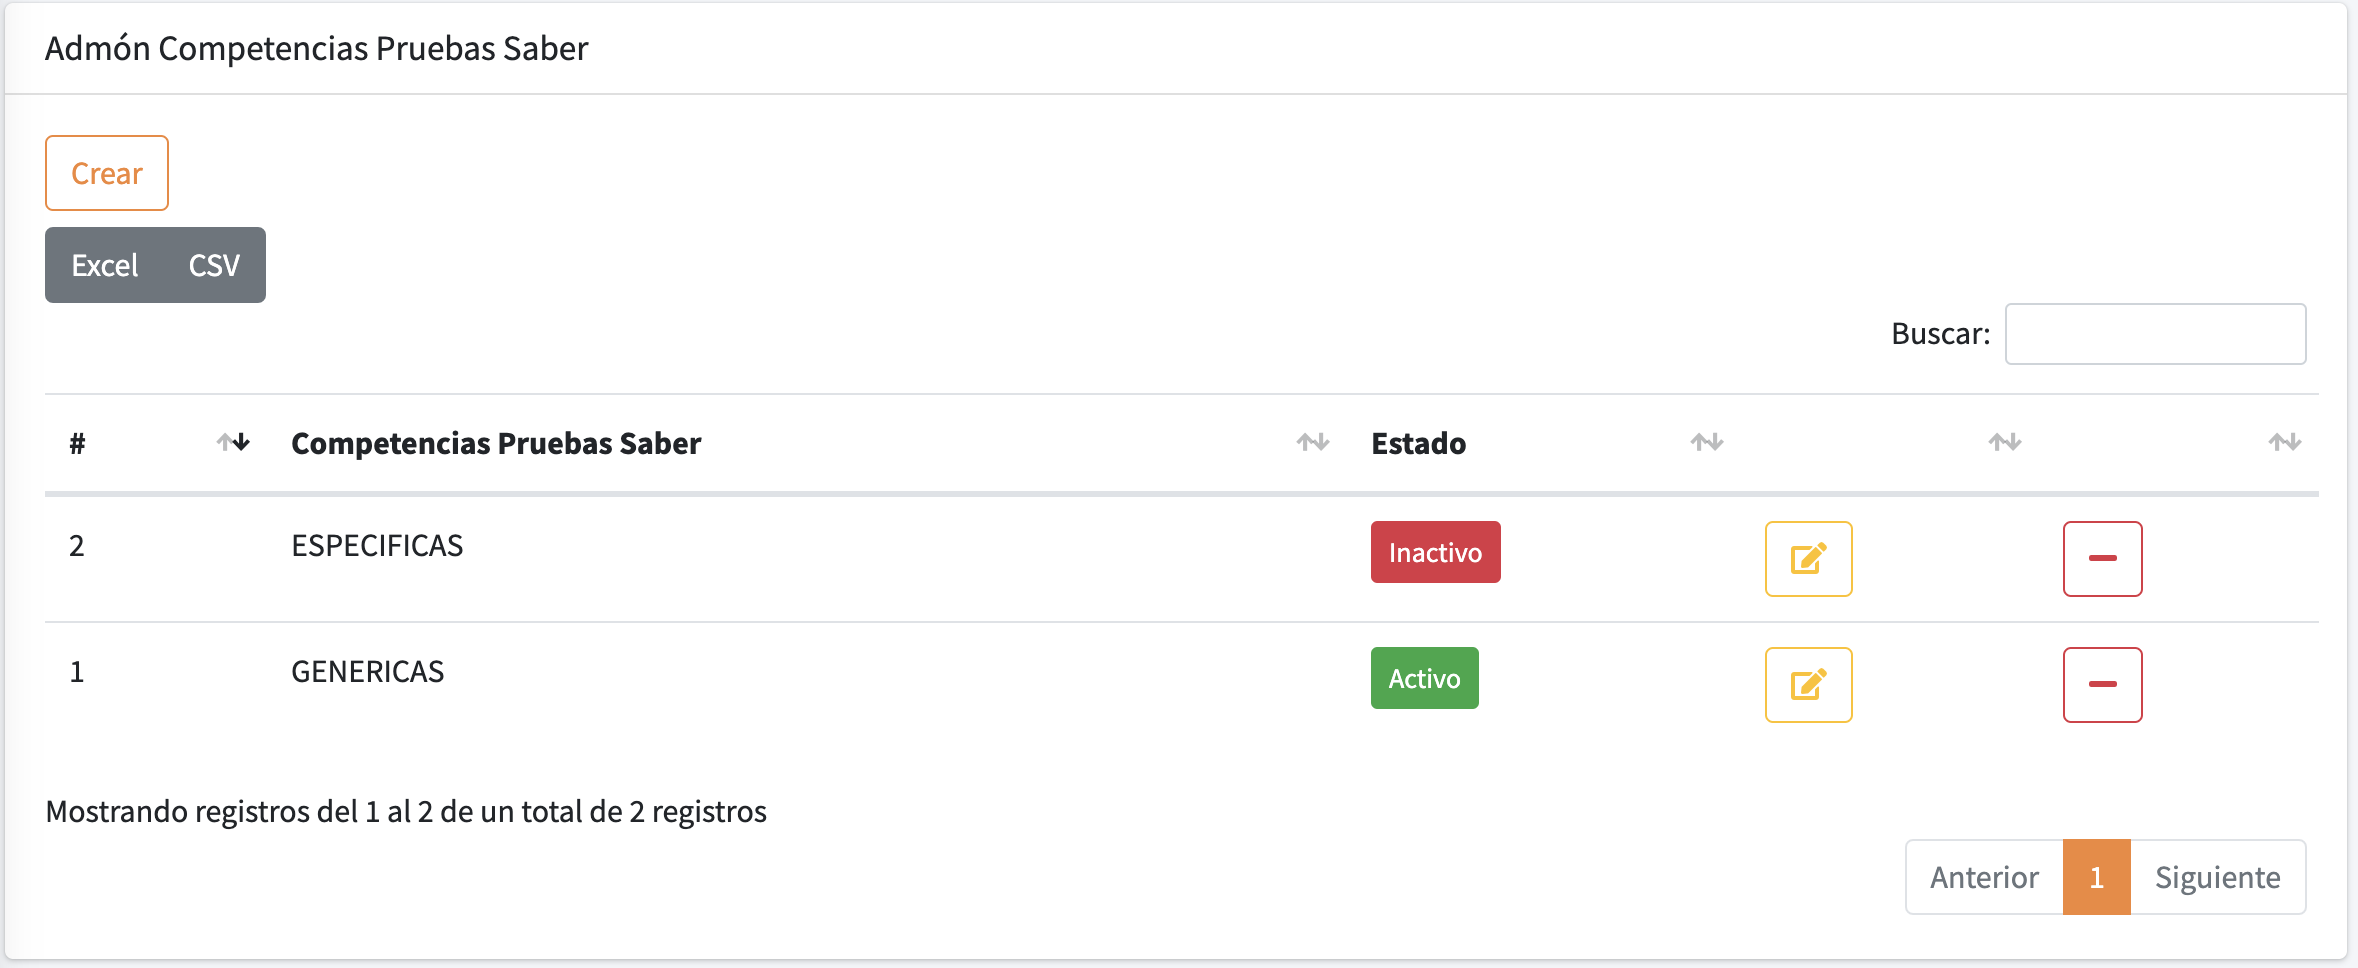 Admón Competencias Pruebas Saber
Crear
Excel CSV
Buscar:
# Competencias Pruebas Saber Estado
2 ESPECIFICAS Inactivo
1 GENERICAS Activo
Mostrando registros del 1 al 2 de un total de 2 registros
Anterior 1 Siguiente